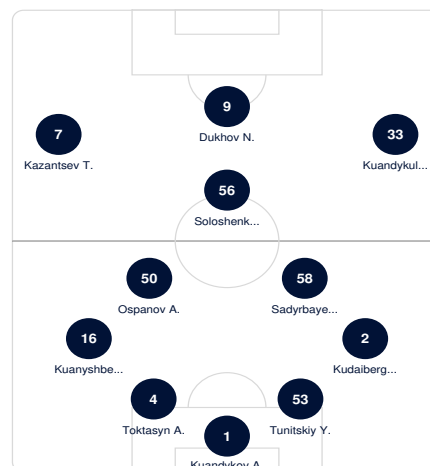 9
Dukhov N.
7
Kazantsev T.
33
Kuandykul...
56
Soloshenk...
50
Ospanov A.
58
Sadyrbaye...
16
Kuanyshbe...
2
Kudaiberg...
4
Toktasyn A.
53
Tunitskiy Y.
1
Kuandykov A.